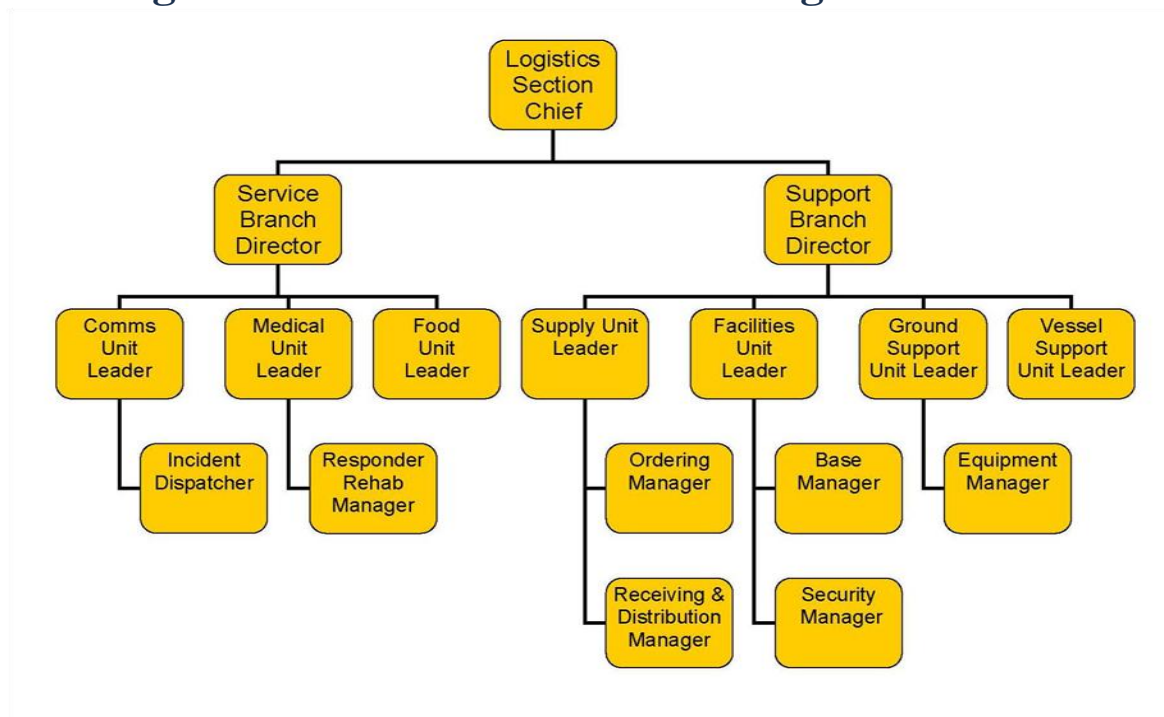 Logistics
Section
Chief
Service
Branch
Director
Support
Branch
Director
Comms
Unit
Leader
Medical
Unit
Leader
Food
Unit
Leader
Supply Unit
Leader
Facilities
Unit
Leader
Ground
Support
Unit Leader
Vessel
Support
Unit Leader
Incident
Dispatcher
Responder
Rehab
Manager
Ordering
Manager
Base
Manager
Equipment
Manager
Receiving &
Distribution
Manager
Security
Manager